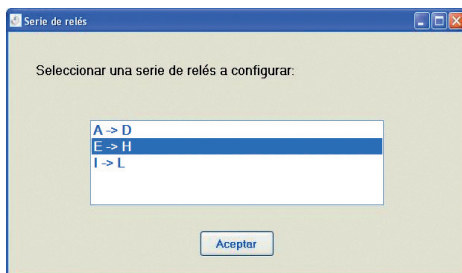 Serie de relés
Seleccionar una serie de relés a configurar:
A -> D
E -> H
I -> L
Aceptar